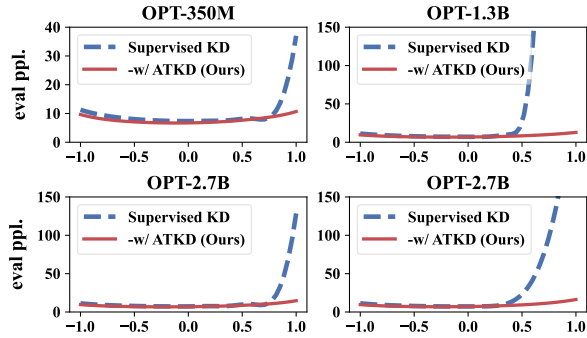 OPT-350M
OPT-1.3B
eval ppl.
40
30
20
10
0
Supervised KD
-w/ ATKD (Ours)
−1.0 −0.5 0.0 0.5 1.0
150
100
50
0
Supervised KD
-w/ ATKD (Ours)
−1.0 −0.5 0.0 0.5 1.0
OPT-2.7B
OPT-2.7B
eval ppl.
150
100
50
0
Supervised KD
-w/ ATKD (Ours)
−1.0 −0.5 0.0 0.5 1.0
150
100
50
0
Supervised KD
-w/ ATKD (Ours)
−1.0 −0.5 0.0 0.5 1.0